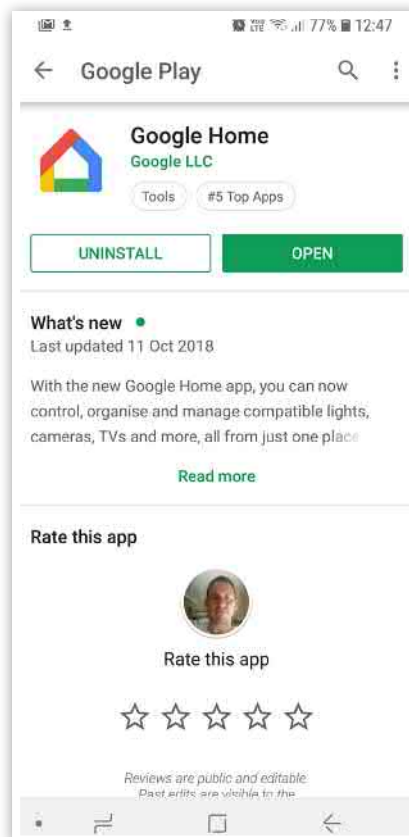 77% 12:47
Google Play
Google Home
Google LLC
Tools #5 Top Apps
UNINSTALL OPEN
What's new
Last updated 11 Oct 2018
With the new Google Home app, you can now
control, organise and manage compatible lights,
cameras, TVs and more, all from just one place
Read more
Rate this app
Rate this app
Reviews are public and editable.
Past edits are visible to the